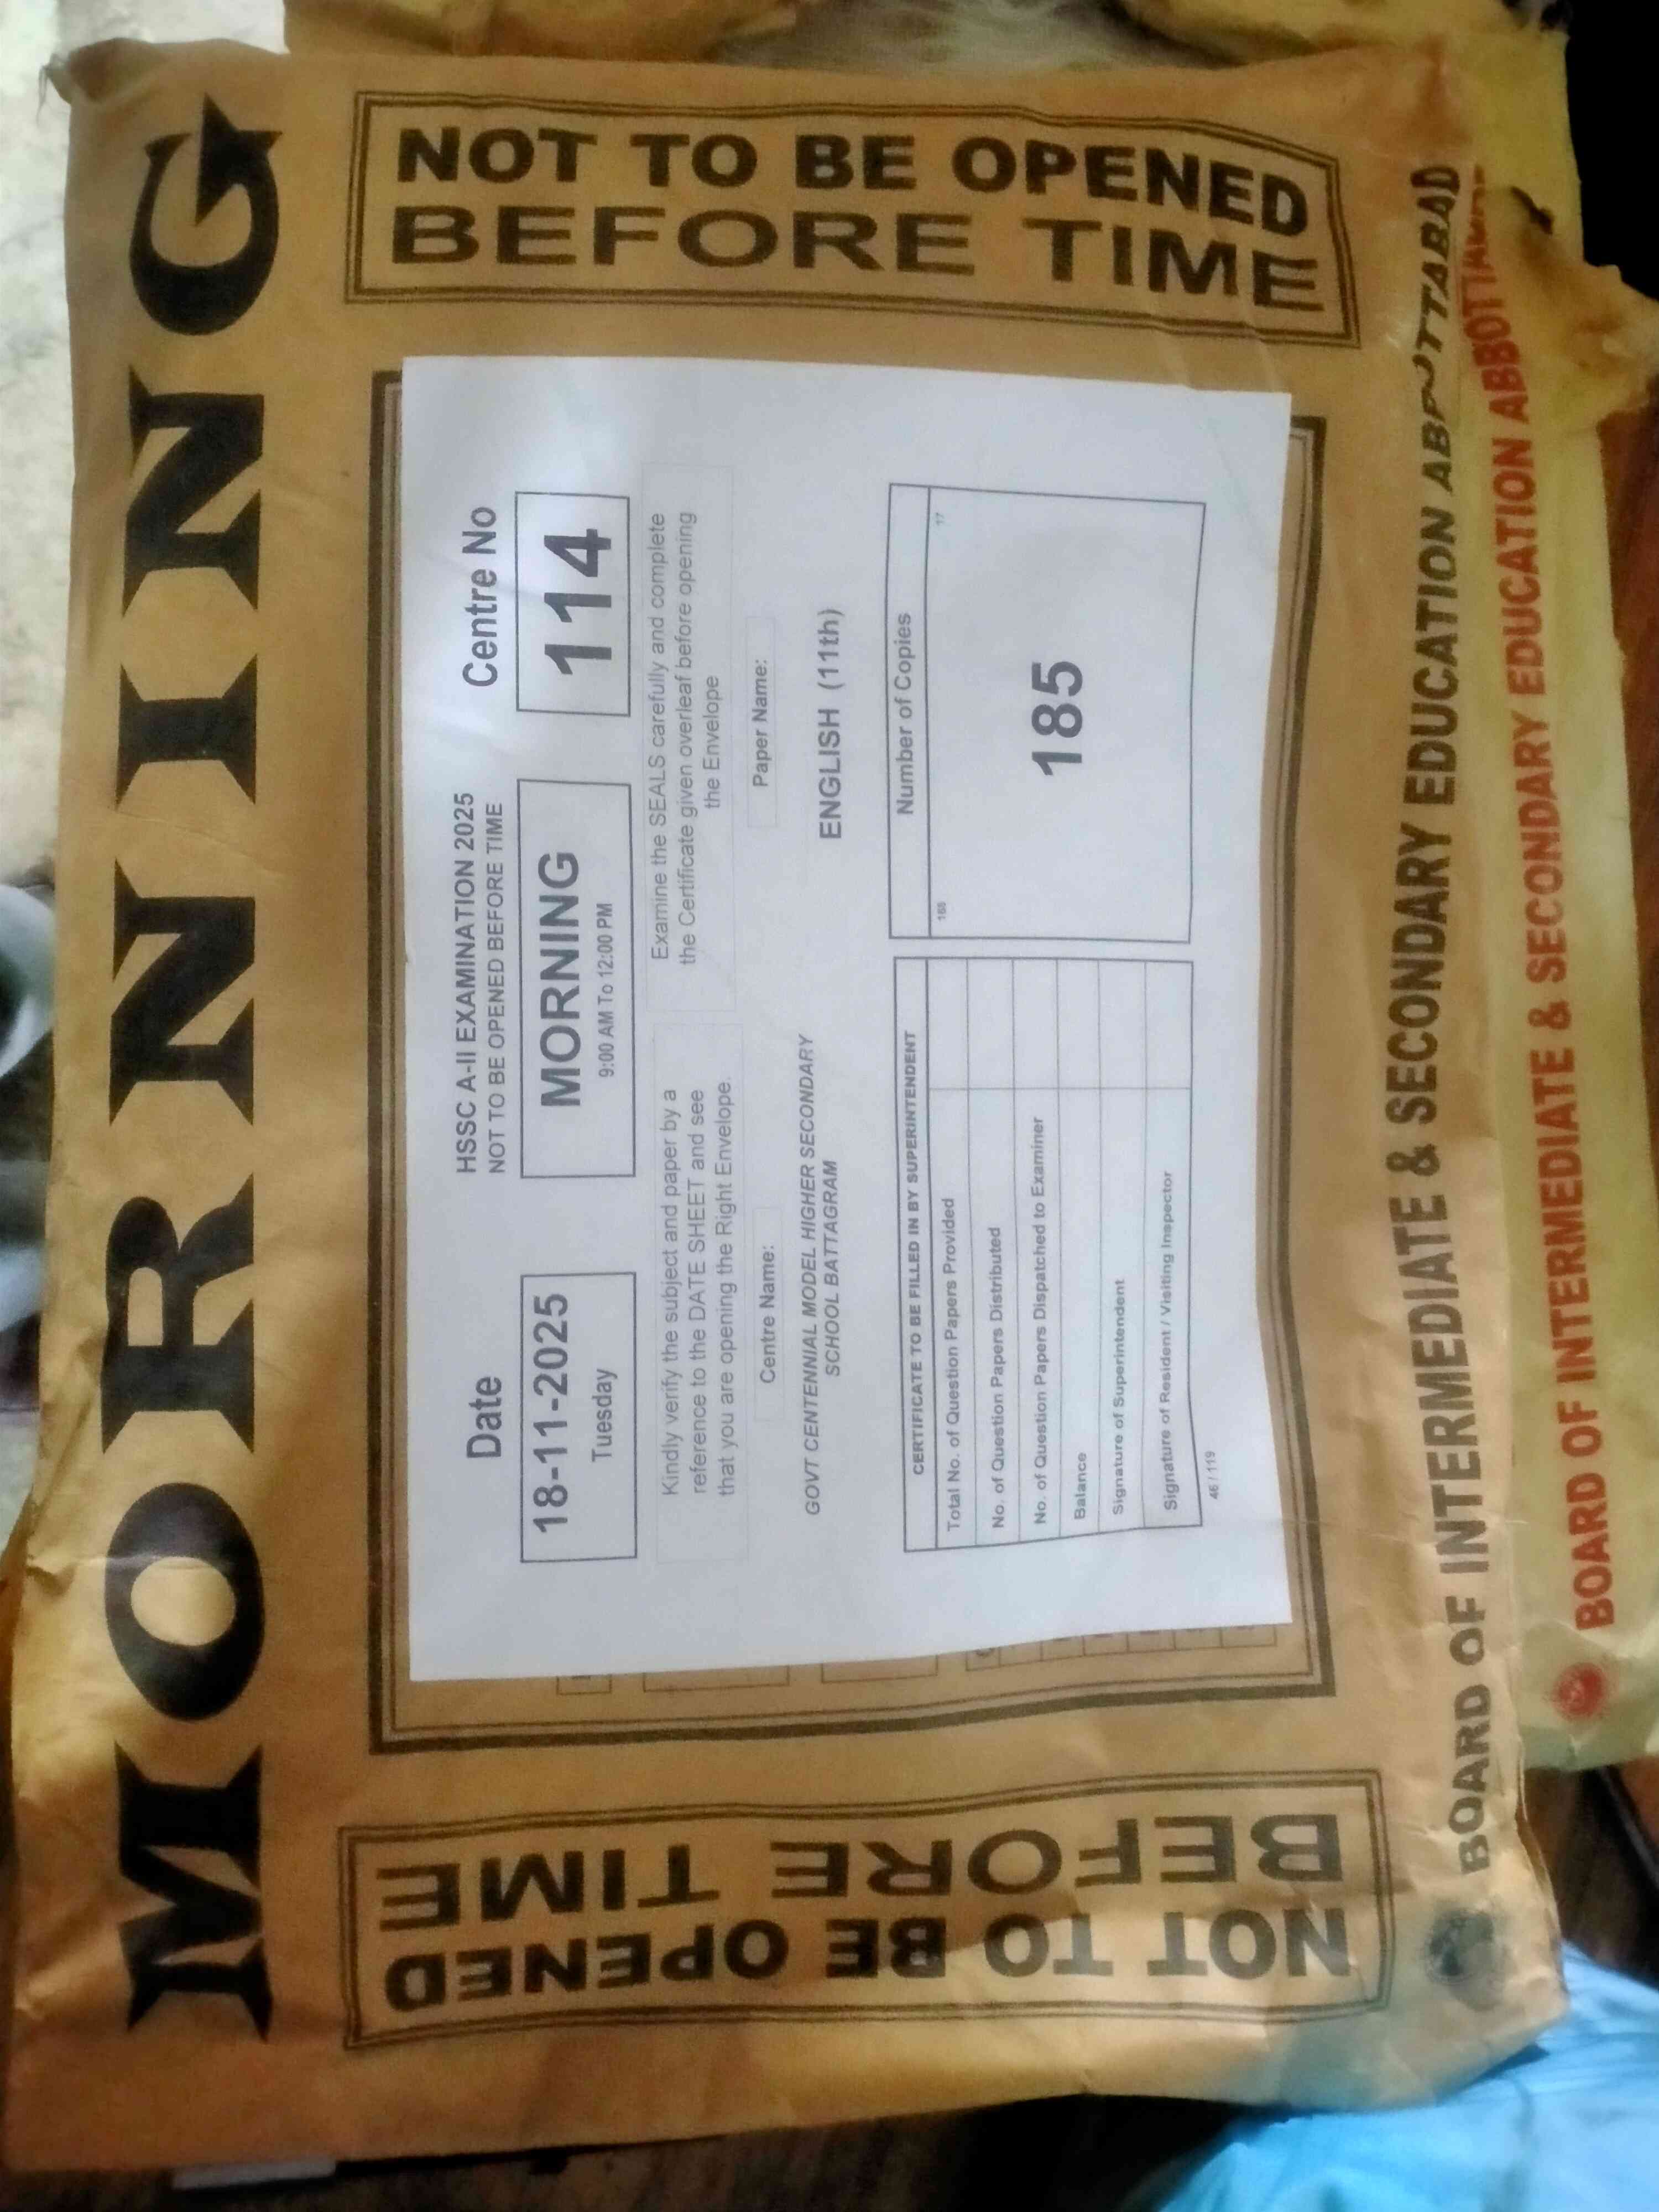 MORNING
NOT TO BE OPENED
BEFORE TIME
HSSC A-II EXAMINATION 2025
NOT TO BE OPENED BEFORE TIME
Date
18-11-2025
Tuesday
MORNING
9:00 AM To 12:00 PM
Centre No
114
Kindly verify the subject and paper by a
reference to the DATE SHEET and see
that you are opening the Right Envelope.
Examine the SEALS carefully and complete
the Certificate given overleaf before opening
the Envelope
Centre Name:
GOVT CENTENNIAL MODEL HIGHER SECONDARY
SCHOOL BATTAGRAM
Paper Name:
ENGLISH (11th)
CERTIFICATE TO BE FILLED IN BY SUPERINTENDENT
Total No. of Question Papers Provided
No. of Question Papers Distributed
No. of Question Papers Dispatched to Examiner
Balance
Signature of Superintendent
Signature of Resident / Visiting Inspector
46 / 119
Number of Copies
168
17
185
NOT TO BE OPENED
BEFORE TIME
BOARD OF INTERMEDIATE & SECONDARY EDUCATION ABBOTTABAD
BOARD OF INTERMEDIATE & SECONDARY EDUCATION ABBOTTABAD